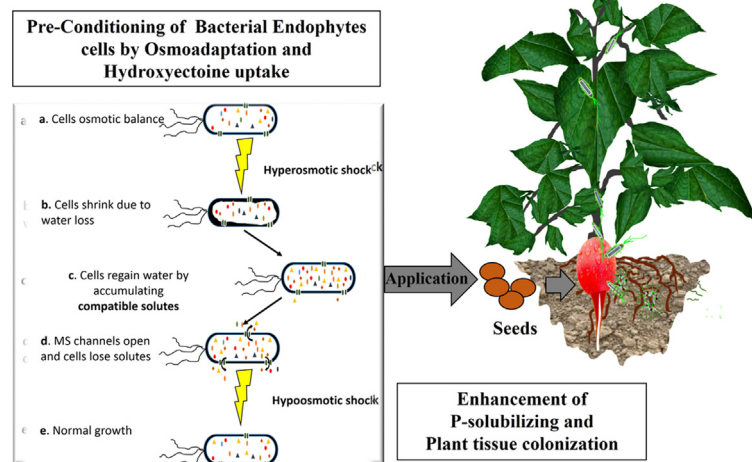 Pre-Conditioning of Bacterial Endophytes
cells by Osmoadaptation and
Hydroxyectoine uptake
a. Cells osmotic balance
Hyperosmotic shock
b. Cells shrink due to
water loss
c. Cells regain water by
accumulating
compatible solutes
d. MS channels open
and cells lose solutes
Hypoosmotic shock
e. Normal growth
Application
Seeds
Enhancement of
P-solubilizing and
Plant tissue colonization